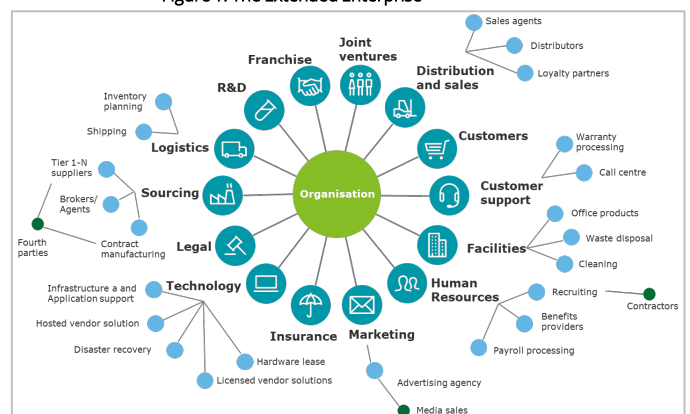 Figure 1: The Extended Enterprise
Sales agents
Distributors
Loyalty partners
Joint
ventures
Franchise
Distribution
and sales
R&D
Inventory
planning
Shipping
Logistics
Customers
Warranty
processing
Call centre
Tier 1-N
suppliers
Brokers/
Agents
Sourcing
Organisation
Customer
support
Fourth
parties
Contract
manufacturing
Legal
Facilities
Office products
Waste disposal
Cleaning
Technology
Infrastructure a and
Application support
Hosted vendor solution
Disaster recovery
Hardware lease
Licensed vendor solutions
Human
Resources
Recruiting
Contractors
Benefits
providers
Payroll processing
Insurance
Marketing
Advertising agency
Media sales